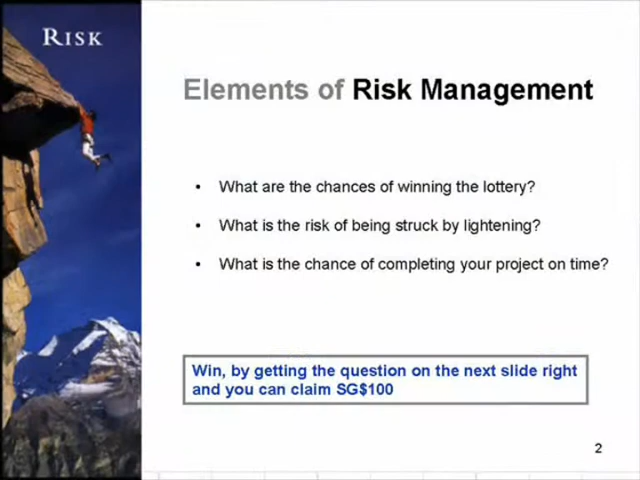 RISK
Elements of Risk Management
• What are the chances of winning the lottery?
• What is the risk of being struck by lightening?
• What is the chance of completing your project on time?
Win, by getting the question on the next slide right
and you can claim SG$100
2